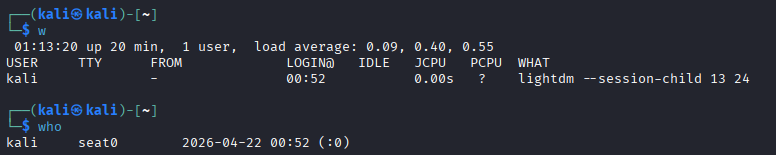 ┌──(kali㉿kali)-[~]
└─$ w
 01:13:20 up 20 min,  1 user,  load average: 0.09, 0.40, 0.55
USER     TTY      FROM             LOGIN@   IDLE   JCPU   PCPU  WHAT
kali              -                00:52           0.00s   ?    lightdm --session-child 13 24
┌──(kali㉿kali)-[~]
└─$ who
kali     seat0        2026-04-22 00:52 (:0)